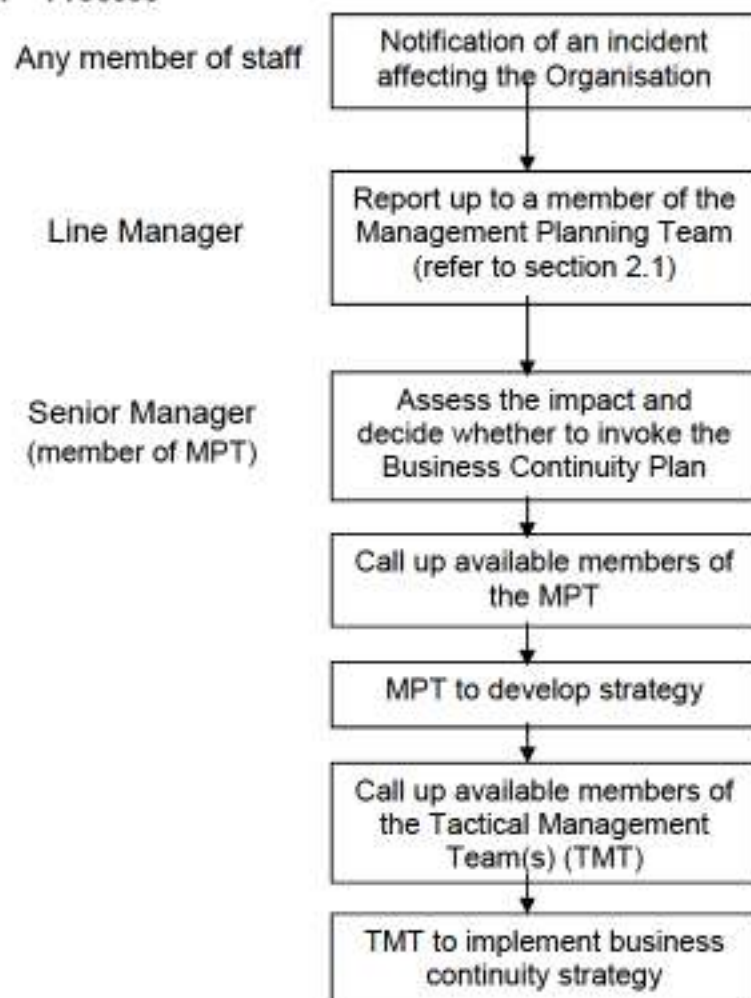 Any member of staff
Notification of an incident
affecting the Organisation
Line Manager
Report up to a member of the
Management Planning Team
(refer to section 2.1)
Senior Manager
(member of MPT)
Assess the impact and
decide whether to invoke the
Business Continuity Plan
Call up available members of
the MPT
MPT to develop strategy
Call up available members of
the Tactical Management
Team(s) (TMT)
TMT to implement business
continuity strategy